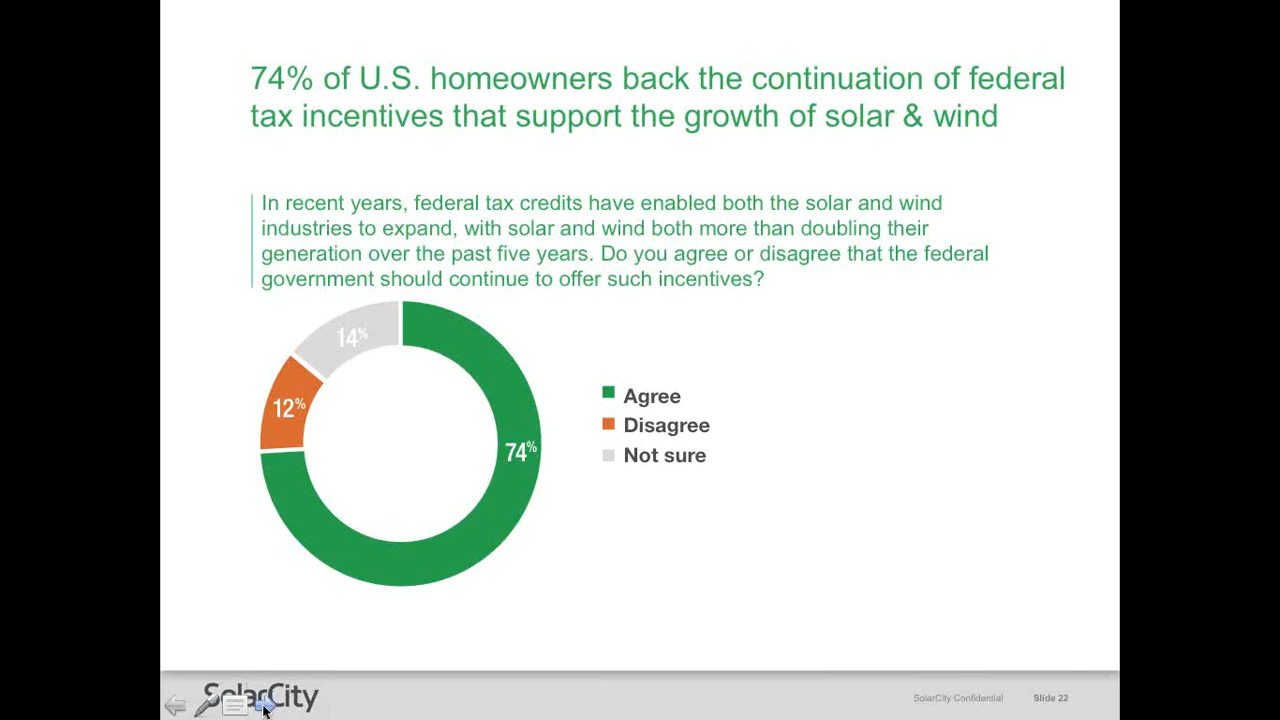 74% of U.S. homeowners back the continuation of federal
tax incentives that support the growth of solar & wind
In recent years, federal tax credits have enabled both the solar and wind
industries to expand, with solar and wind both more than doubling their
generation over the past five years. Do you agree or disagree that the federal
government should continue to offer such incentives?
14%
12%
74%
Agree
Disagree
Not sure
SolarCity
SolarCity Confidential
Slide 22